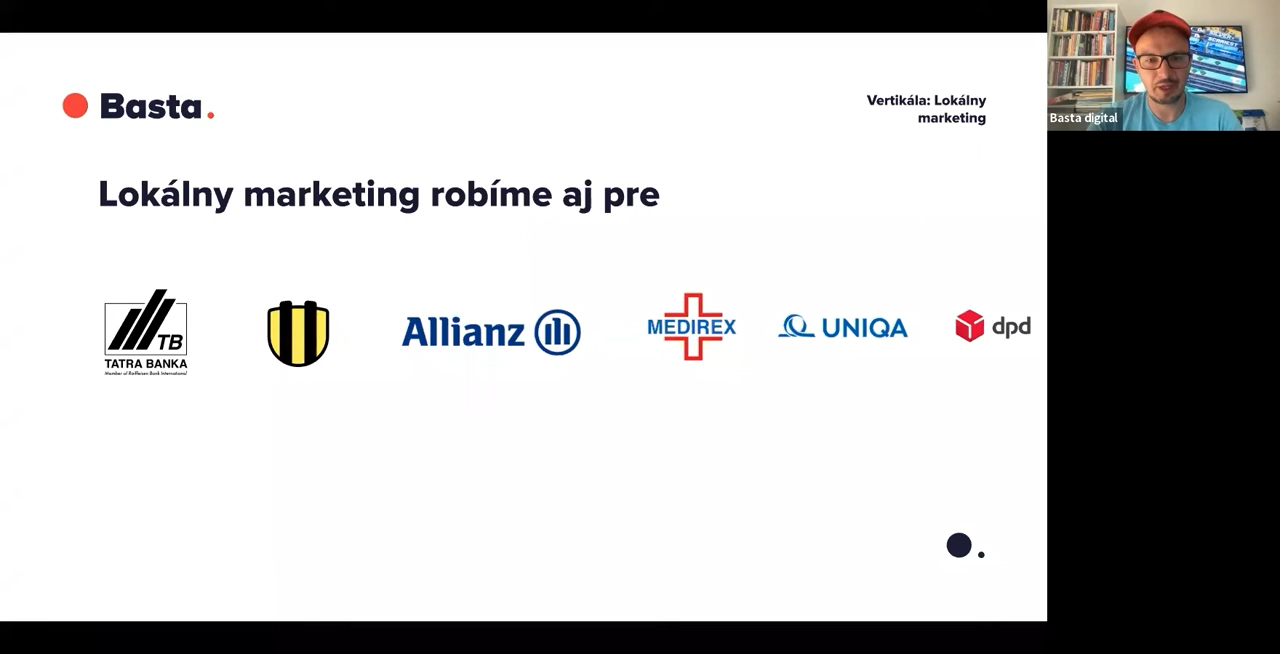 Basta.
Vertikála: Lokálny
marketing
Basta digital
Lokálny marketing robíme aj pre
TB
TATRA BANKA
Member of Raiffeisen Bank International
Allianz
MEDIREX
UNIQA
dpd